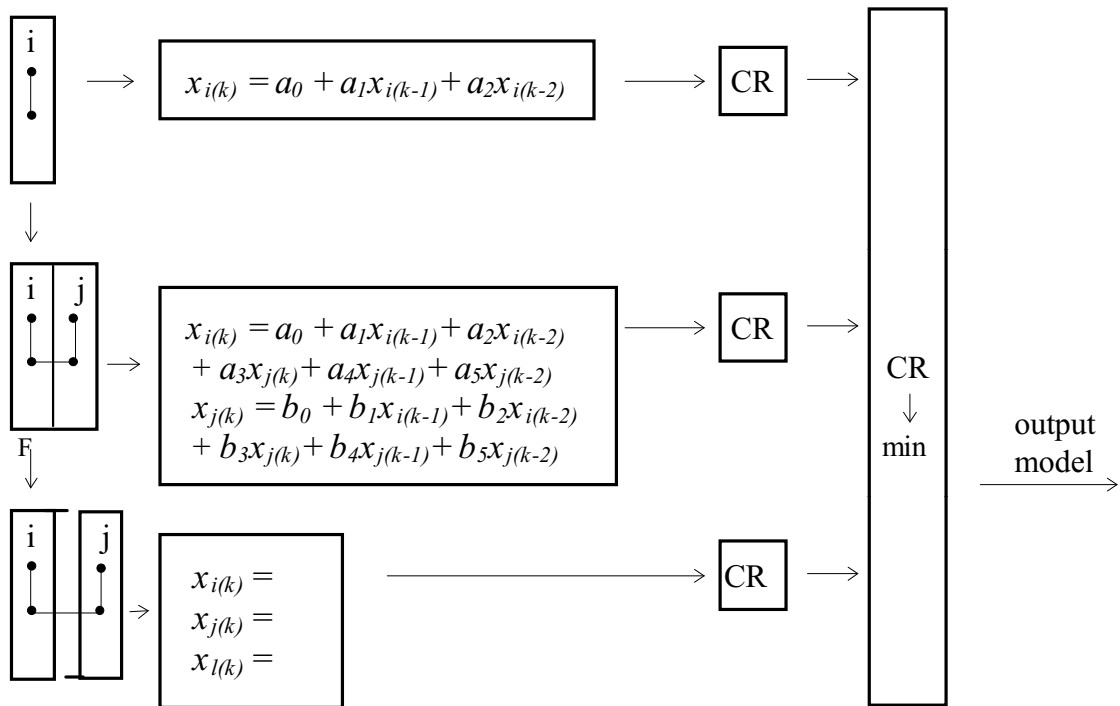 i
x_{i(k)} = a_0 + a_1x_{i(k-1)} + a_2x_{i(k-2)}
CR
i j
x_{i(k)} = a_0 + a_1x_{i(k-1)} + a_2x_{i(k-2)}
+ a_3x_{j(k)} + a_4x_{j(k-1)} + a_5x_{j(k-2)}
x_{j(k)} = b_0 + b_1x_{i(k-1)} + b_2x_{i(k-2)}
+ b_3x_{j(k)} + b_4x_{j(k-1)} + b_5x_{j(k-2)}
CR
F
i j
x_{i(k)} =
x_{j(k)} =
x_{l(k)} =
CR
CR
min
output
model